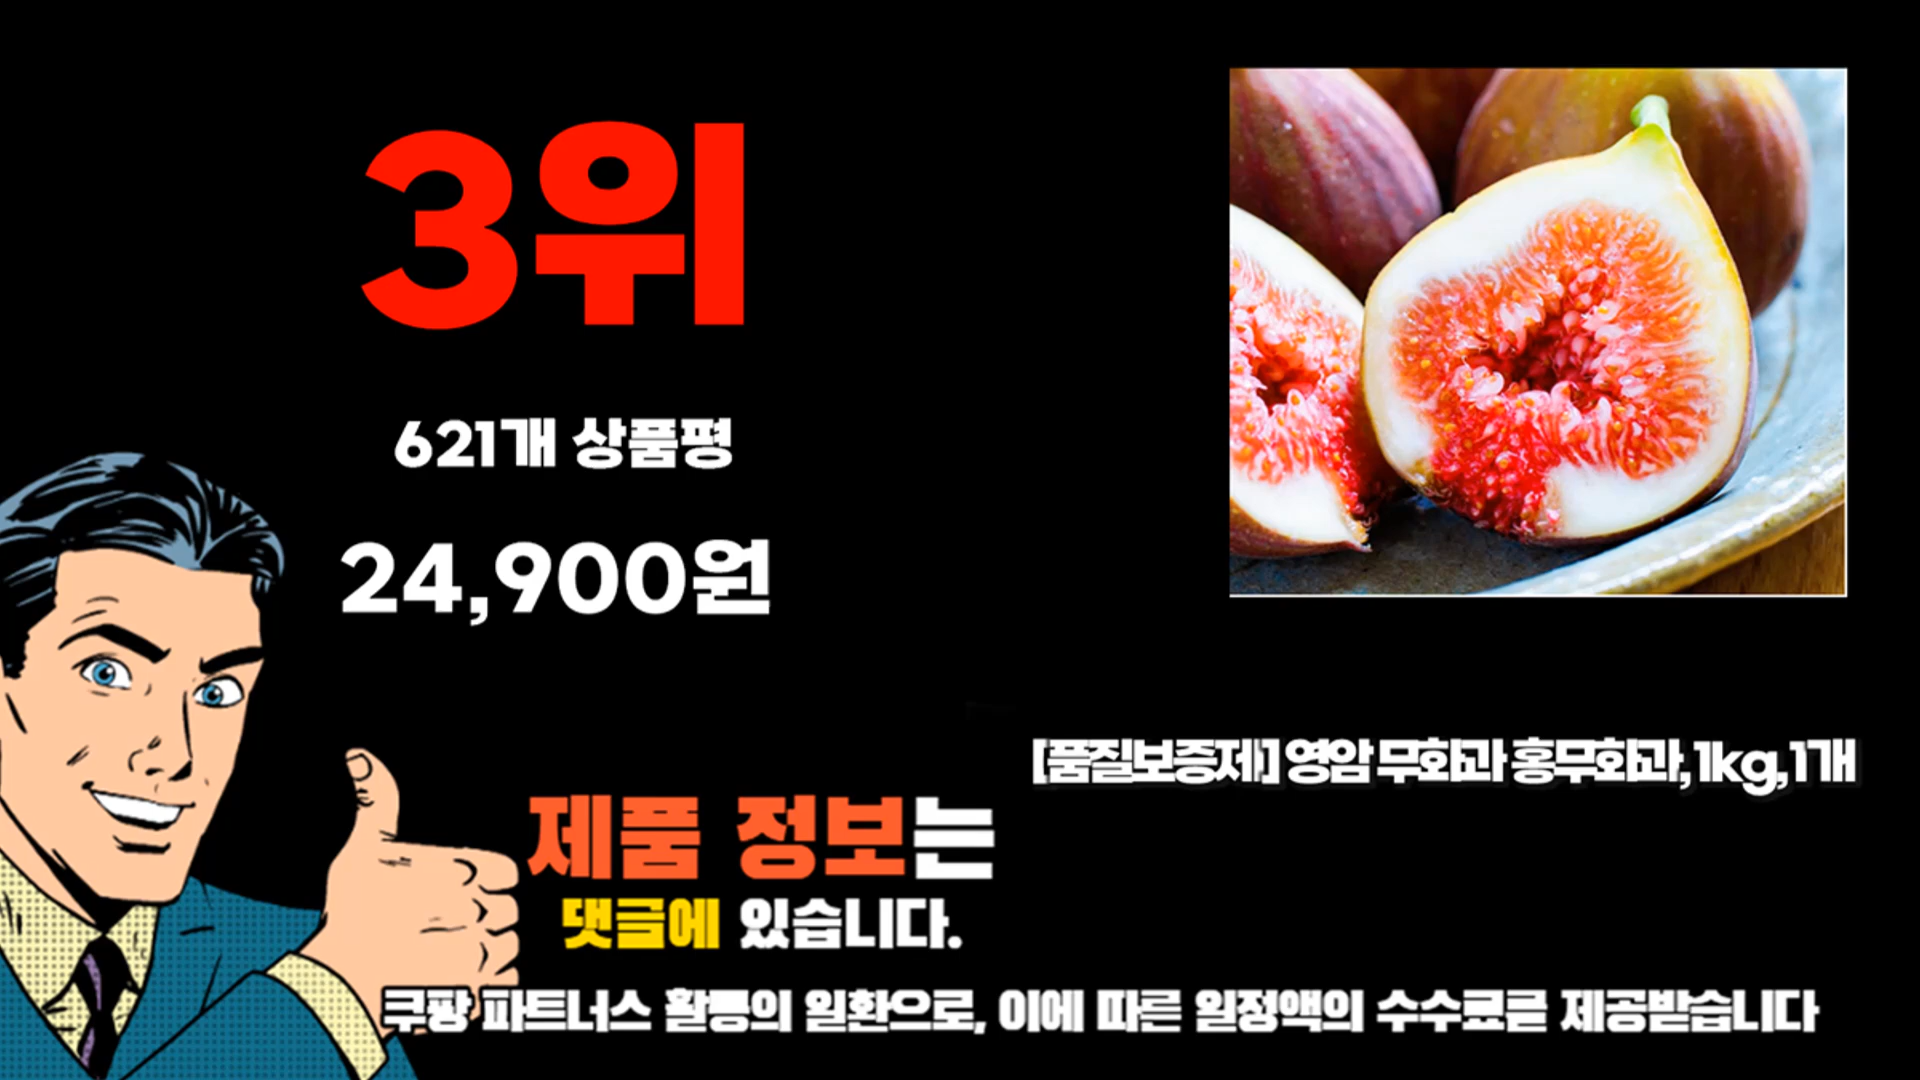 3위
621개 상품평
24,900원
[품질보증제] 영암 무화과 홍무화과, 1kg, 1개
제품 정보는
댓글에 있습니다.
쿠팡 파트너스 활동의 일환으로, 이에 따른 일정액의 수수료를 제공받습니다